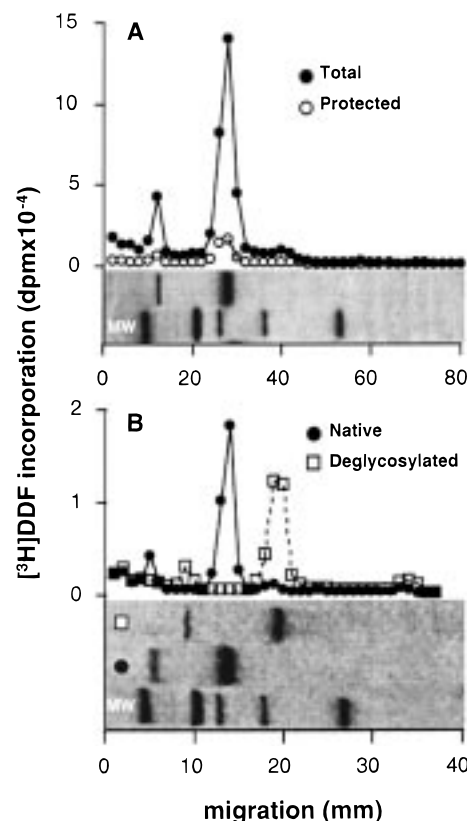 15
A
Total
Protected
10
5
0
MW
0 20 40 60 80
[³H]DDF incorporation (dpmx10⁻⁴)
2
B
Native
Deglycosylated
1
0
MW
0 10 20 30 40
migration (mm)